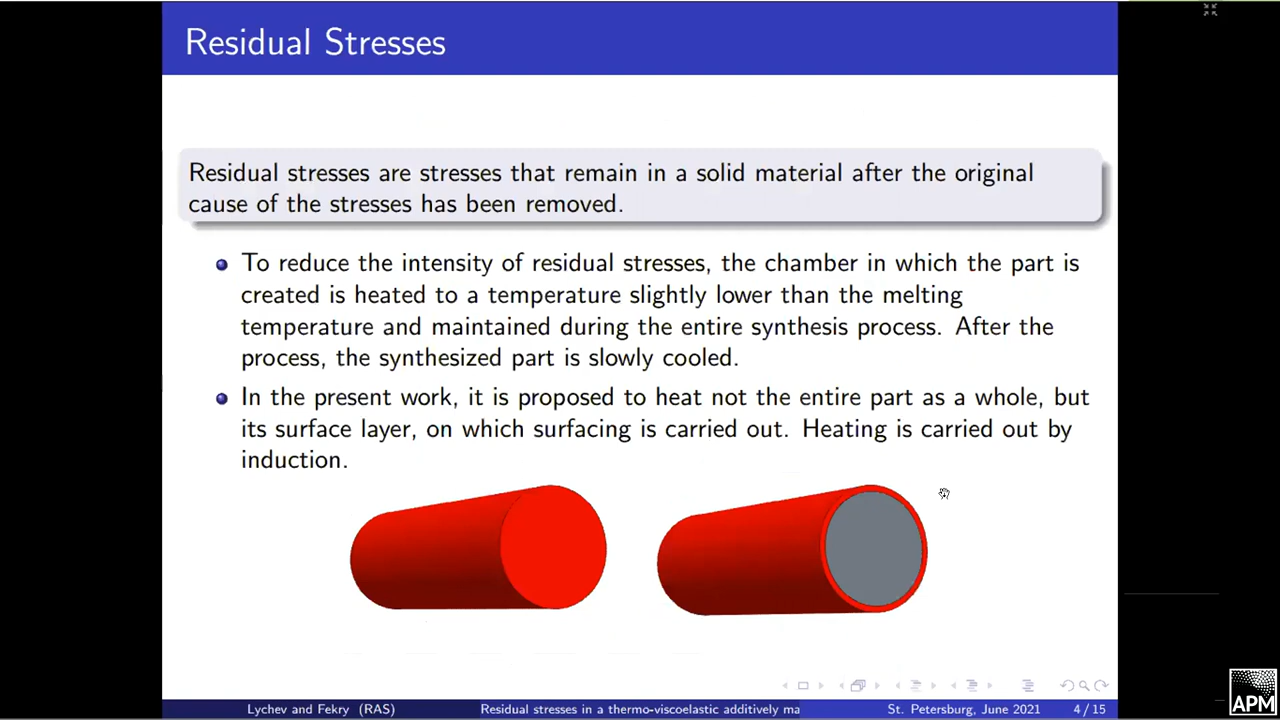 Residual Stresses
Residual stresses are stresses that remain in a solid material after the original
cause of the stresses has been removed.
To reduce the intensity of residual stresses, the chamber in which the part is
created is heated to a temperature slightly lower than the melting
temperature and maintained during the entire synthesis process. After the
process, the synthesized part is slowly cooled.
In the present work, it is proposed to heat not the entire part as a whole, but
its surface layer, on which surfacing is carried out. Heating is carried out by
induction.
Lychev and Fekry (RAS) Residual stresses in a thermo-viscoelastic additively ma St. Petersburg, June 2021 4 / 15
APM